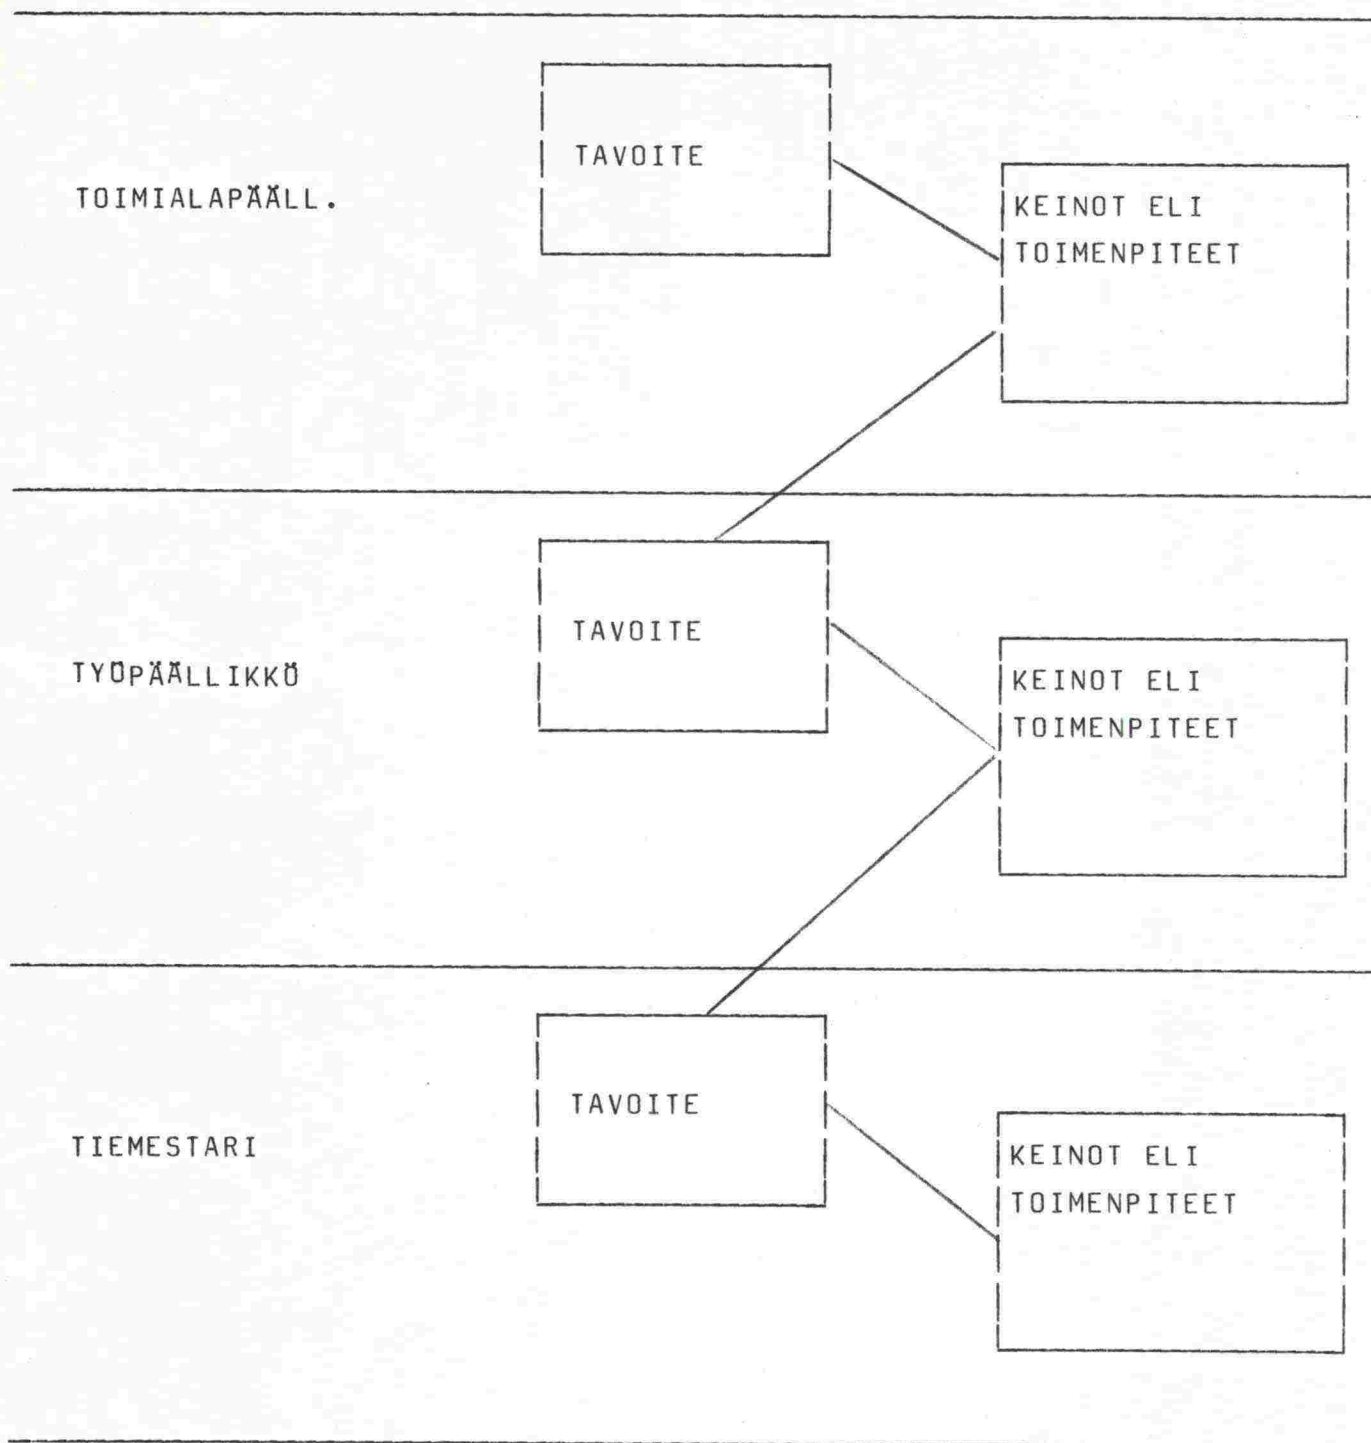 TAVOITE
TOIMIALAPÄÄLL.
KEINOT ELI
TOIMENPITEET
TAVOITE
TYÖPÄÄLLIKKÖ
KEINOT ELI
TOIMENPITEET
TAVOITE
TIEMESTARI
KEINOT ELI
TOIMENPITEET